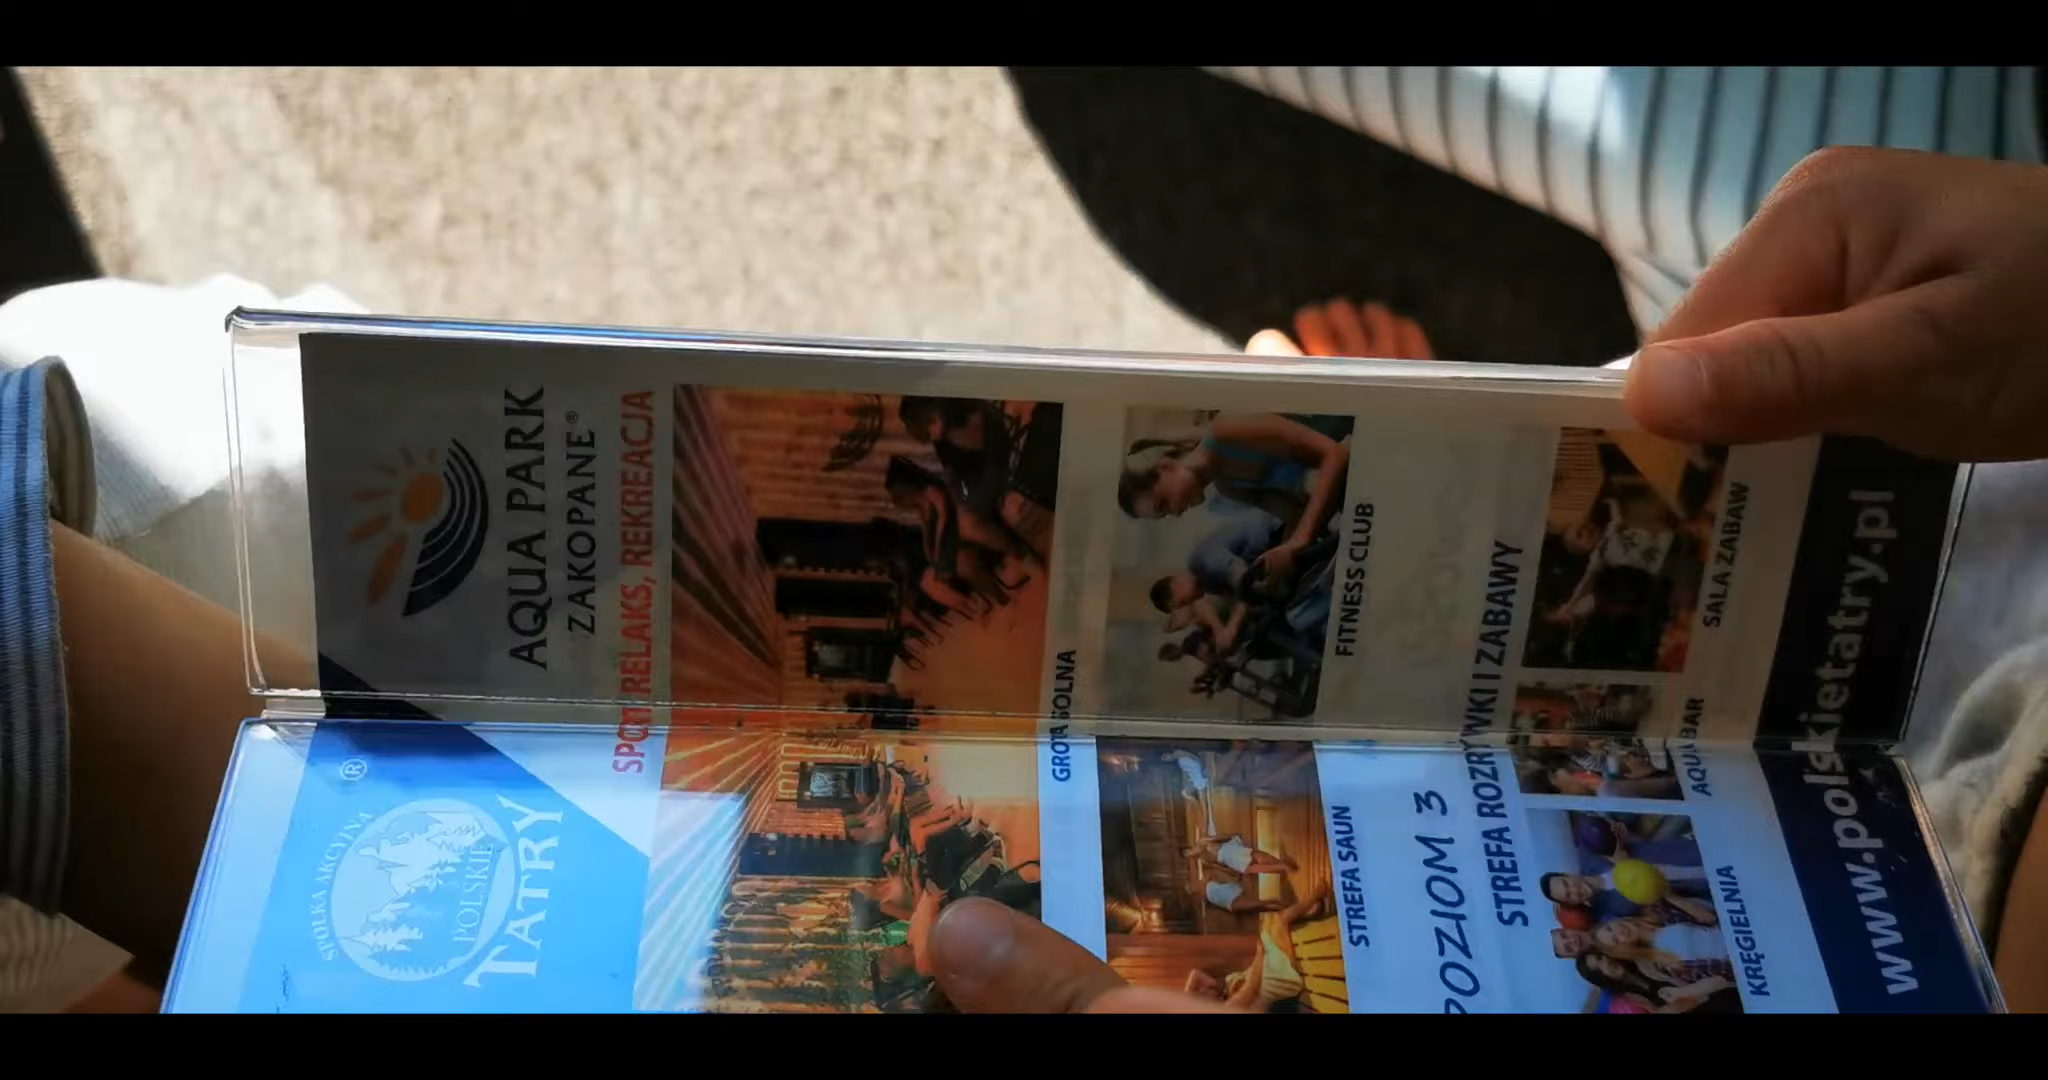 SPÓŁKA AKCYJNA ®
POLSKIE
TATRY
AQUA PARK
ZAKOPANE®
SPORT, RELAKS, REKREACJA
GROTA SOLNA
STREFA SAUN
FITNESS CLUB
POZIOM 3
STREFA ROZRYWKI I ZABAWY
KRĘGIELNIA
AQUA BAR
SALA ZABAW
www.polskietatry.pl